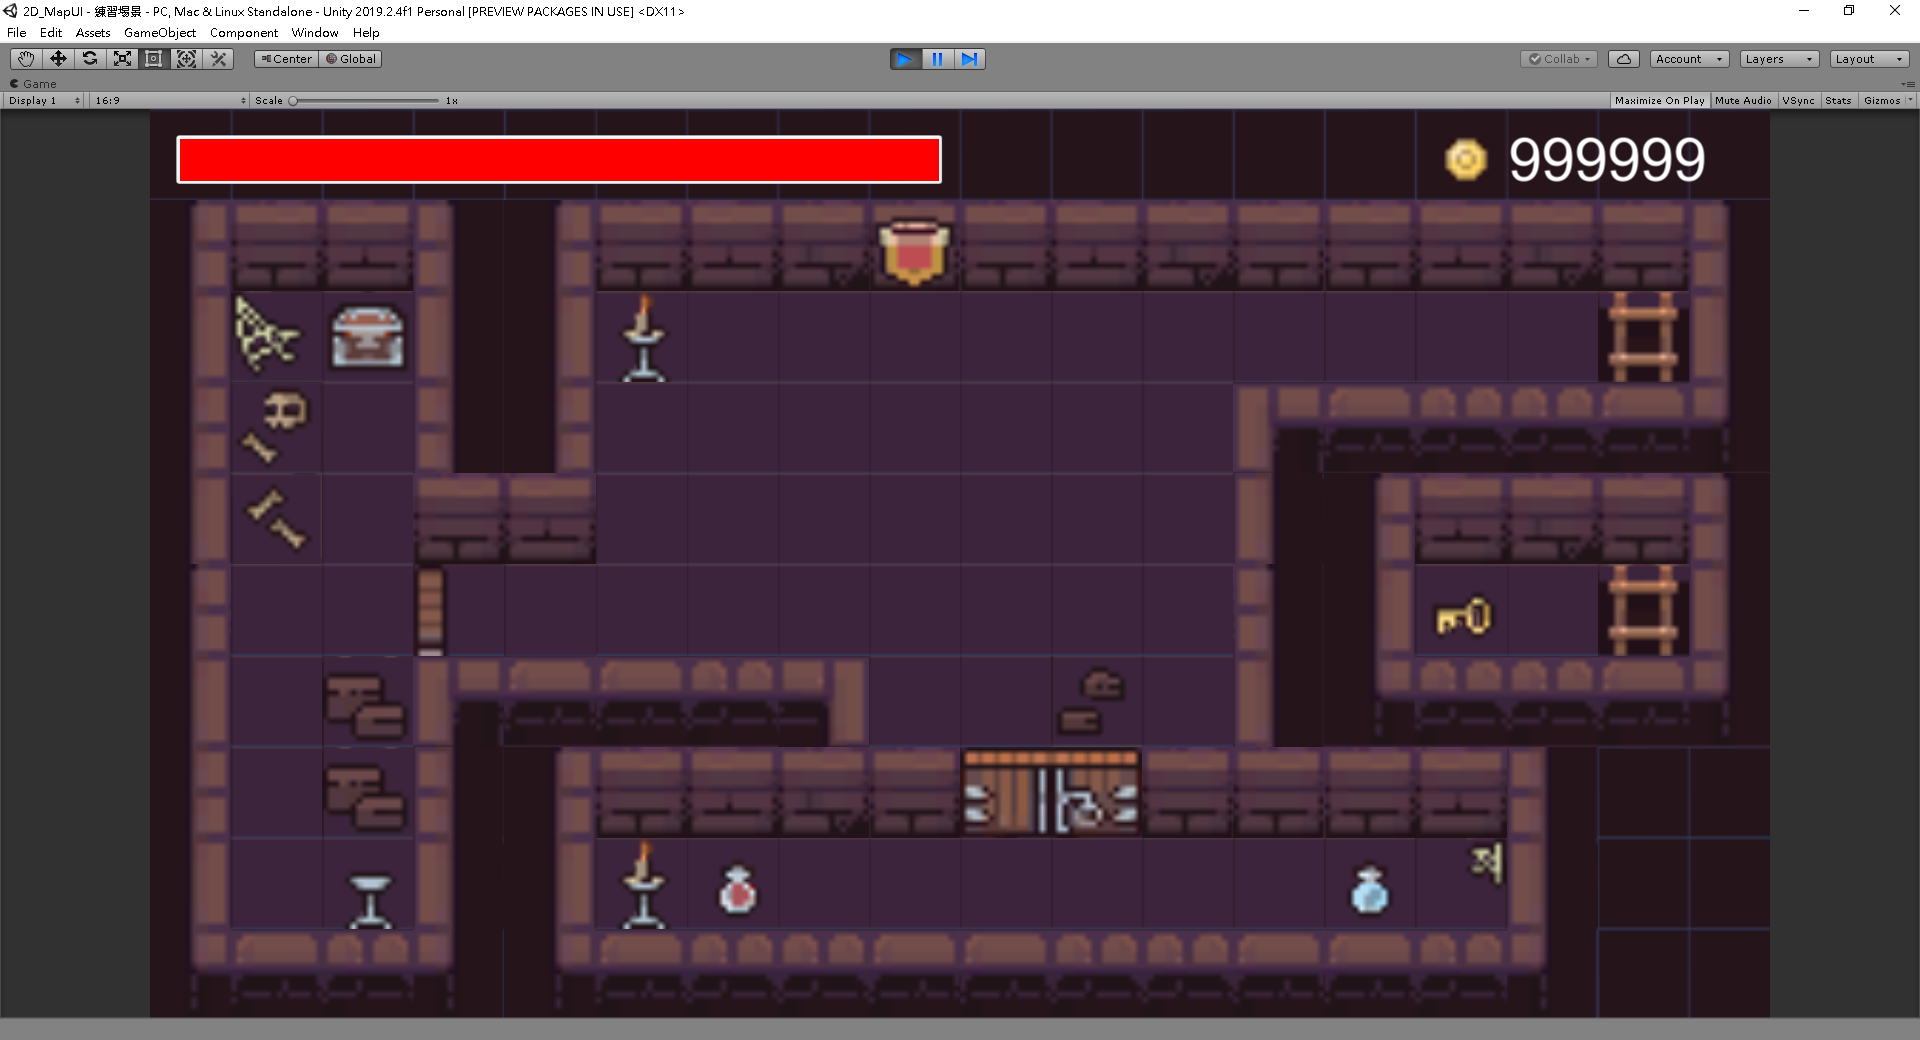 2D_MapUI - 練習場景 - PC, Mac & Linux Standalone - Unity 2019.2.4f1 Personal [PREVIEW PACKAGES IN USE] <DX11>
File Edit Assets GameObject Component Window Help
Center Global Collab Account Layers Layout
Game
Display 1 16:9 Scale 1x Maximize On Play Mute Audio VSync Stats Gizmos
999999